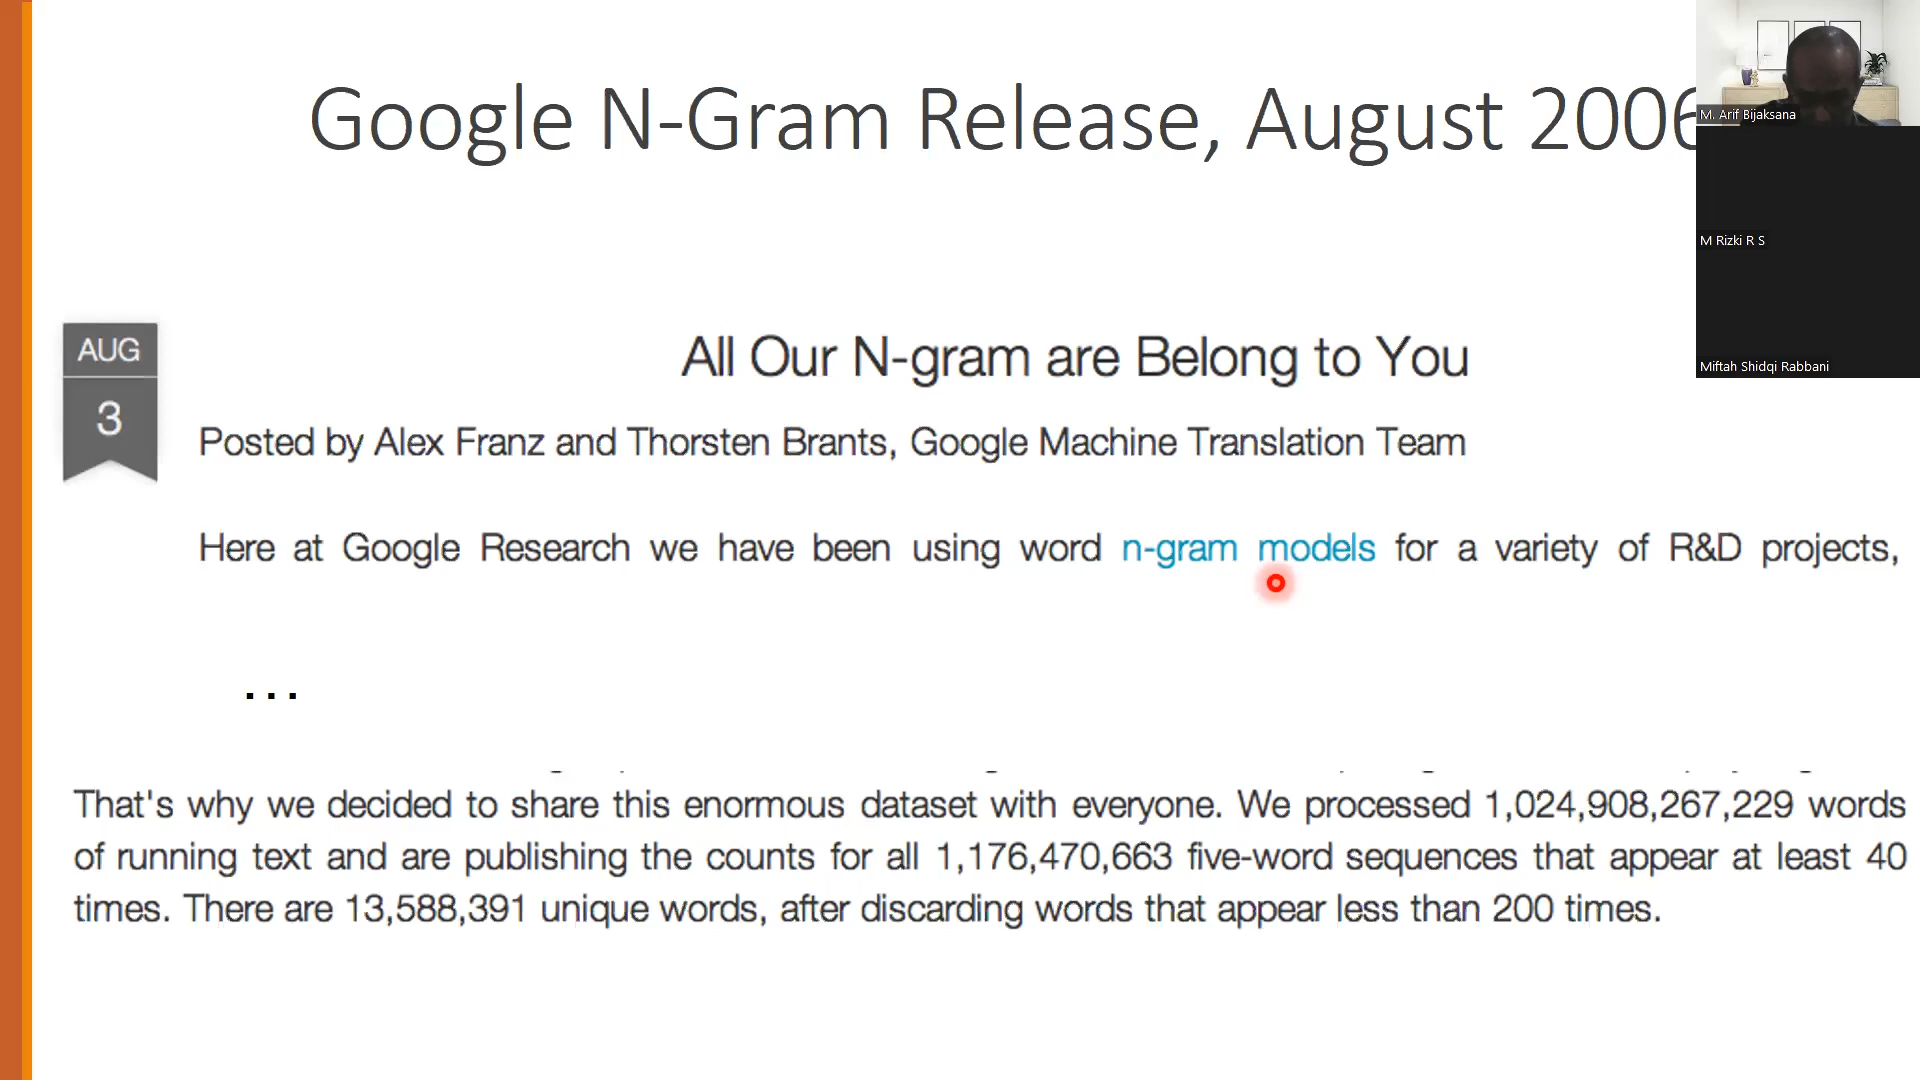 Google N-Gram Release, August 2006
M. Arif Bijaksana
M Rizki R S
Miftah Shidqi Rabbani
AUG
3
All Our N-gram are Belong to You
Posted by Alex Franz and Thorsten Brants, Google Machine Translation Team
Here at Google Research we have been using word n-gram models for a variety of R&D projects,
...
That's why we decided to share this enormous dataset with everyone. We processed 1,024,908,267,229 words
of running text and are publishing the counts for all 1,176,470,663 five-word sequences that appear at least 40
times. There are 13,588,391 unique words, after discarding words that appear less than 200 times.